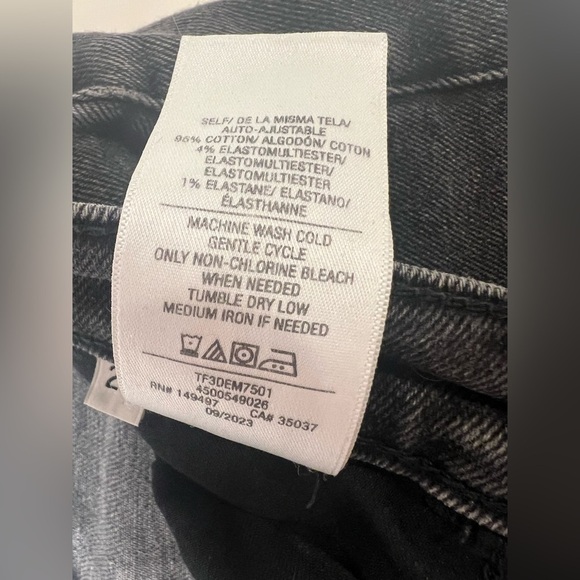 SELF/ DE LA MISMA TELA/
AUTO-AJUSTABLE
95% COTTON/ ALGODÓN/ COTON
4% ELASTOMULTIESTER/
ELASTOMULTIESTER/
ELASTOMULTIESTER
1% ELASTANE/ ELASTANO/
ÉLASTHANNE
MACHINE WASH COLD
GENTLE CYCLE
ONLY NON-CHLORINE BLEACH
WHEN NEEDED
TUMBLE DRY LOW
MEDIUM IRON IF NEEDED
TF3DEM7501
4500549026
RN# 149497 CA# 35037
09/2023